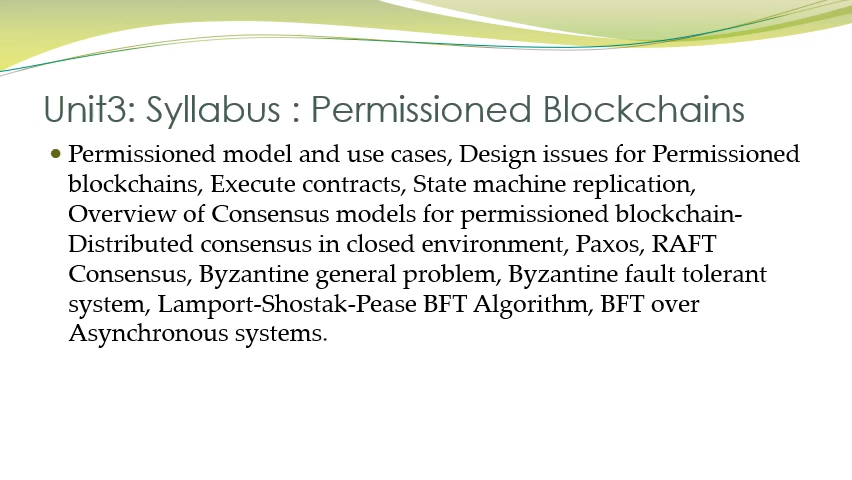 Unit3: Syllabus : Permissioned Blockchains
Permissioned model and use cases, Design issues for Permissioned
blockchains, Execute contracts, State machine replication,
Overview of Consensus models for permissioned blockchain-
Distributed consensus in closed environment, Paxos, RAFT
Consensus, Byzantine general problem, Byzantine fault tolerant
system, Lamport-Shostak-Pease BFT Algorithm, BFT over
Asynchronous systems.